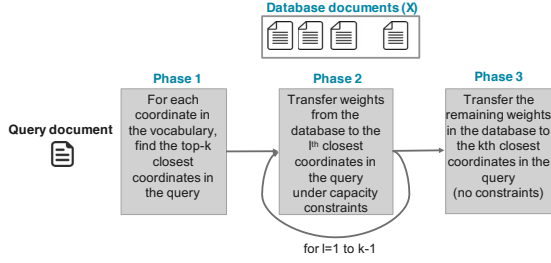 Database documents (X)
Phase 1
Phase 2
Phase 3
Query document
For each
coordinate in
the vocabulary,
find the top-k
closest
coordinates in
the query
Transfer weights
from the
database to the
lth closest
coordinates in
the query
under capacity
constraints
Transfer the
remaining weights
in the database to
the kth closest
coordinates in the
query
(no constraints)
for l=1 to k-1